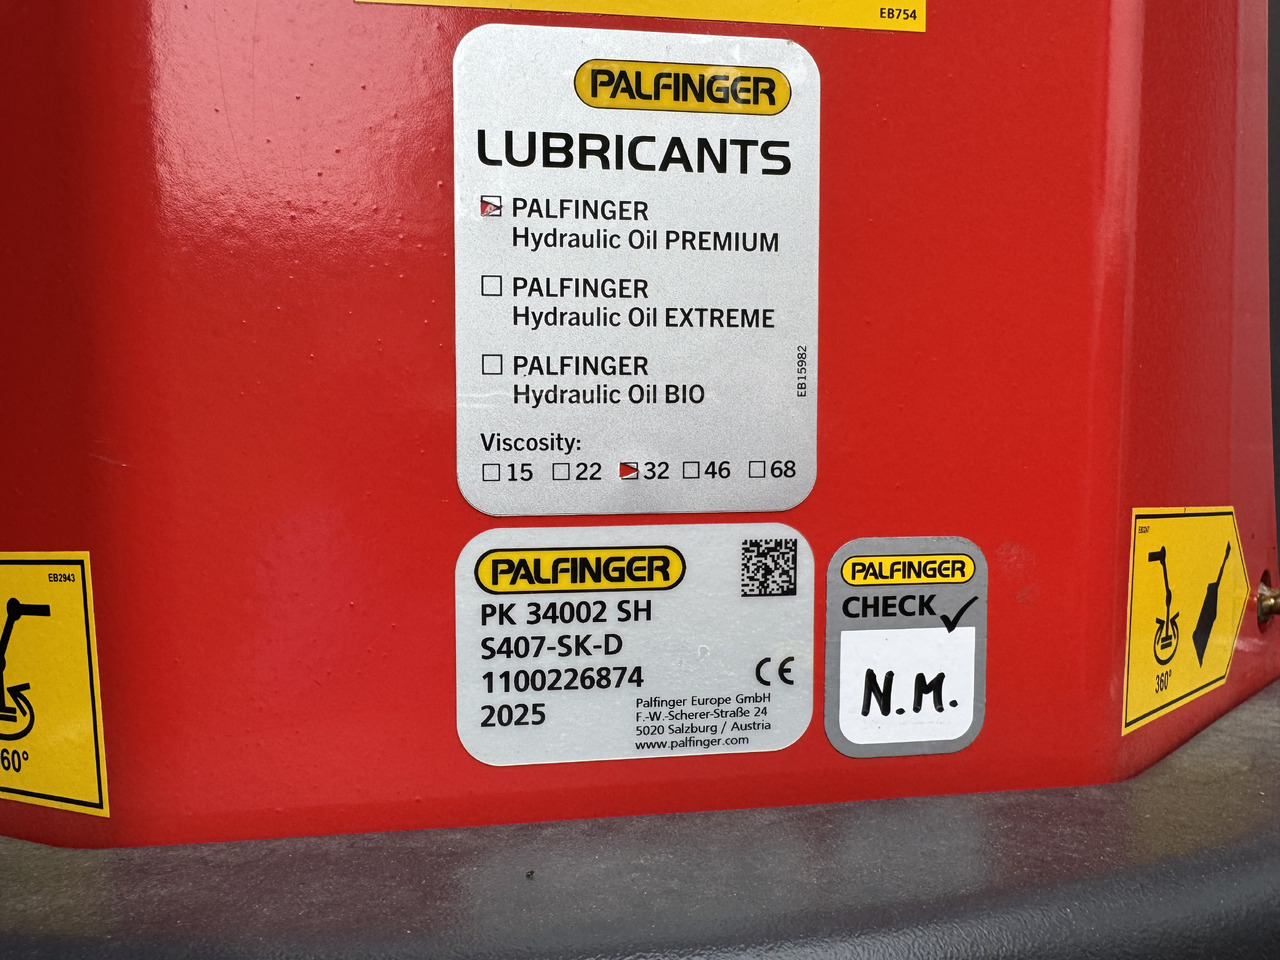 EB754
PALFINGER
LUBRICANTS
PALFINGER
Hydraulic Oil PREMIUM
PALFINGER
Hydraulic Oil EXTREME
PALFINGER
Hydraulic Oil BIO
EB15982
Viscosity:
15 22 32 46 68
PALFINGER
PK 34002 SH
S407-SK-D
1100226874
2025
CE
Palfinger Europe GmbH
F.-W.-Scherer-Straße 24
5020 Salzburg / Austria
www.palfinger.com
PALFINGER
CHECK
N.M.
EB2943
60°
360°